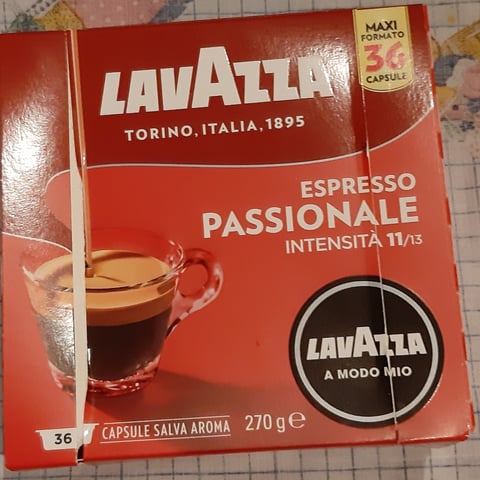 MAXI
FORMATO
36
CAPSULE
LAVAZZA
TORINO, ITALIA, 1895
ESPRESSO
PASSIONALE
INTENSITÀ 11/13
LAVAZZA
A MODO MIO
36 CAPSULE SALVA AROMA 270 g e